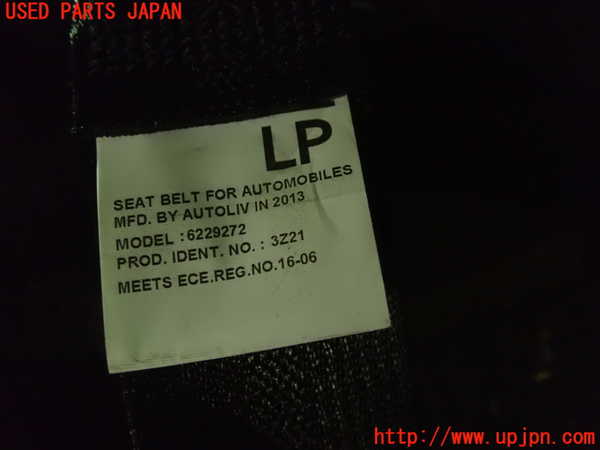 USED PARTS JAPAN
LP
SEAT BELT FOR AUTOMOBILES
MFD. BY AUTOLIV IN 2013
MODEL :6229272
PROD. IDENT. NO. : 3Z21
MEETS ECE.REG.NO.16-06
http://www.upjpn.com/